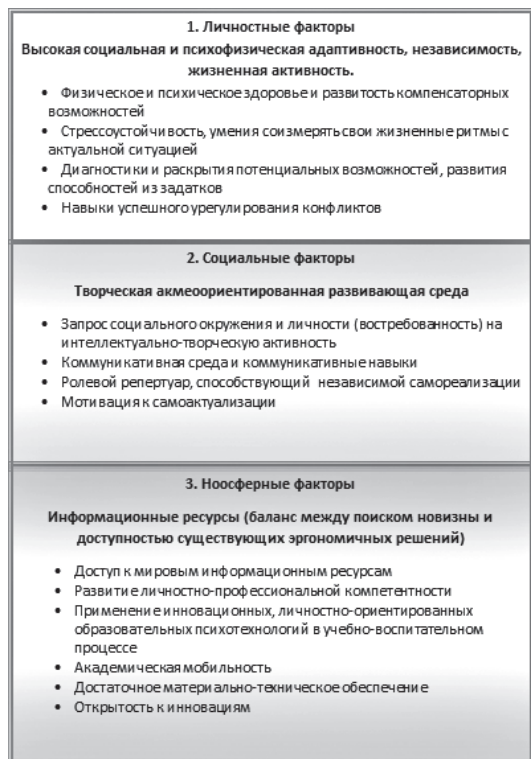 1. Личностные факторы
Высокая социальная и психофизическая адаптивность, независимость,
жизненная активность.
• Физическое и психическое здоровье и развитость компенсаторных
возможностей
• Стрессоустойчивость, умения соизмерять свои жизненные ритмы с
актуальной ситуацией
• Диагностики и раскрытия потенциальных возможностей, развития
способностей из задатков
• Навыки успешного урегулирования конфликтов
2. Социальные факторы
Творческая акмеоориентированная развивающая среда
• Запрос социального окружения и личности (востребованность) на
интеллектуально-творческую активность
• Коммуникативная среда и коммуникативные навыки
• Ролевой репертуар, способствующий независимой самореализации
• Мотивация к самоактуализации
3. Ноосферные факторы
Информационные ресурсы (баланс между поиском новизны и
доступностью существующих эргономичных решений)
• Доступ к мировым информационным ресурсам
• Развитие личностно-профессиональной компетентности
• Применение инновационных, личностно-ориентированных
образовательных психотехнологий в учебно-воспитательном
процессе
• Академическая мобильность
• Достаточное материально-техническое обеспечение
• Открытость к инновациям